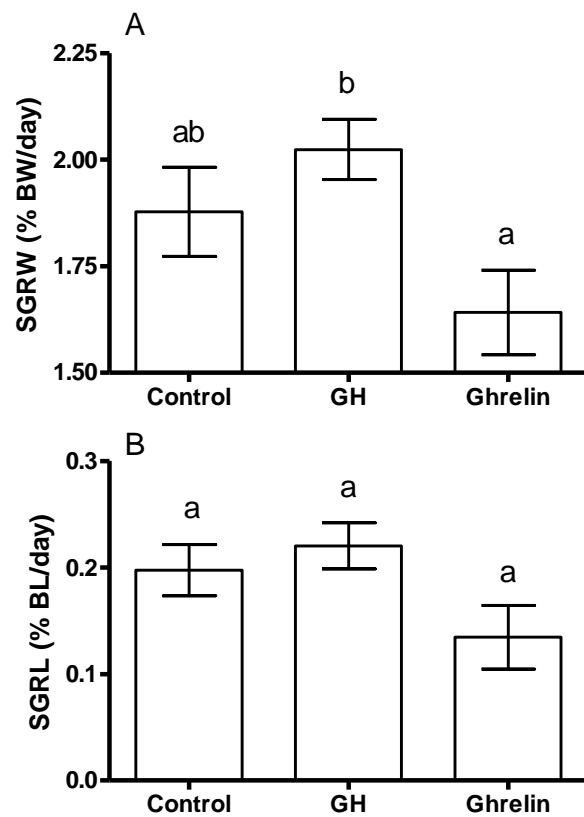 A
SGRW (% BW/day)
2.25
2.00
1.75
1.50
ab
b
a
Control GH Ghrelin
B
SGRL (% BL/day)
0.3
0.2
0.1
0.0
a
a
a
Control GH Ghrelin